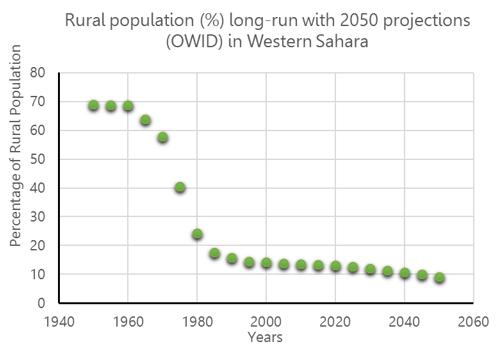 Rural population (%) long-run with 2050 projections
(OWID) in Western Sahara
Percentage of Rural Population
80
70
60
50
40
30
20
10
0
1940 1960 1980 2000 2020 2040 2060
Years